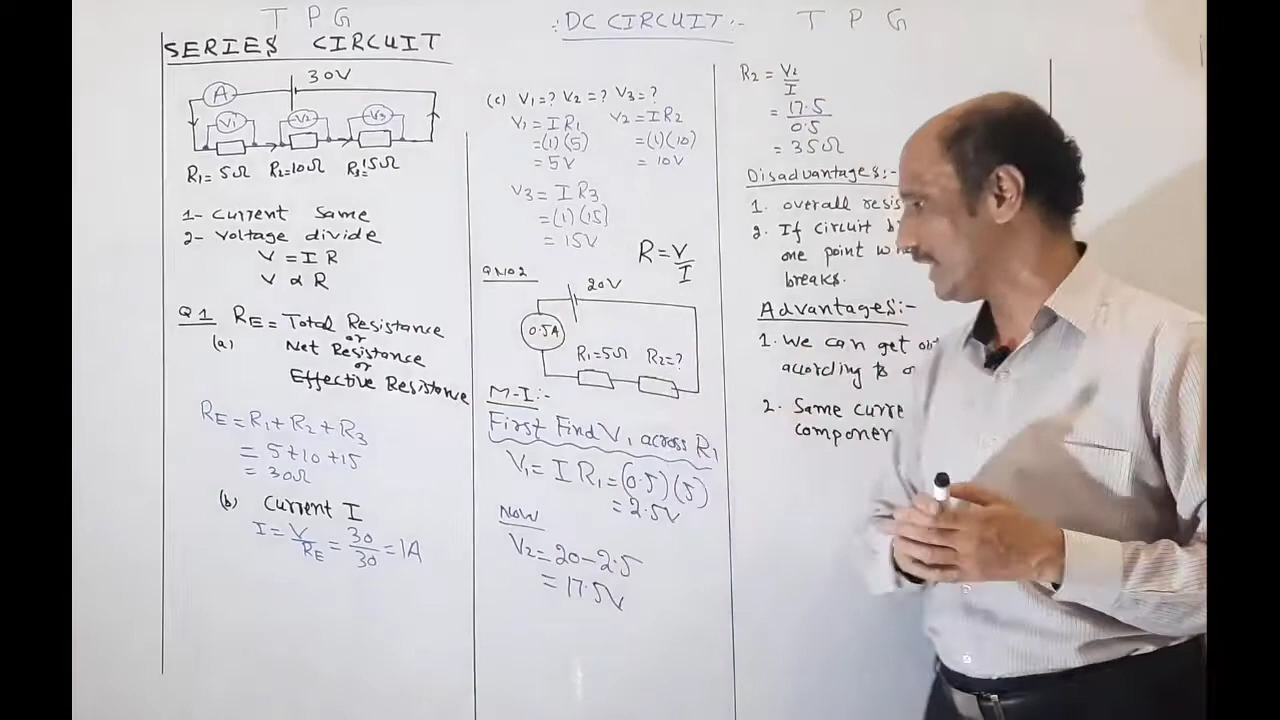 T P G
:DC CIRCUIT:-
T P G
SERIES CIRCUIT
30V
A
V1 V2 V3
R1=5Ω R2=10Ω R3=15Ω
1- Current Same
2- Voltage divide
V = I R
V ∝ R
Q1 RE = Total Resistance
or
(a) Net Resistance
or
Effective Resistance
RE = R1 + R2 + R3
= 5+10+15
= 30Ω
(b) Current I
I = V/RE = 30/30 = 1A
(c) V1=? V2=? V3=?
V1 = I R1 V2 = I R2
=(1)(5) =(1)(10)
= 5V = 10V
V3 = I R3
=(1)(15)
= 15V
R = V/I
Q No 2
20V
0.5A
R1=5Ω R2=?
M-I:-
First Find V1 across R1
V1 = I R1 = (0.5)(5)
= 2.5V
Now
V2 = 20-2.5
= 17.5V
R2 = V2/I
= 17.5/0.5
= 35Ω
Disadvantages:-
1. overall resis
2. If circuit
one point
breaks.
Advantages:-
1. We can get
according to
2. Same curre
componen